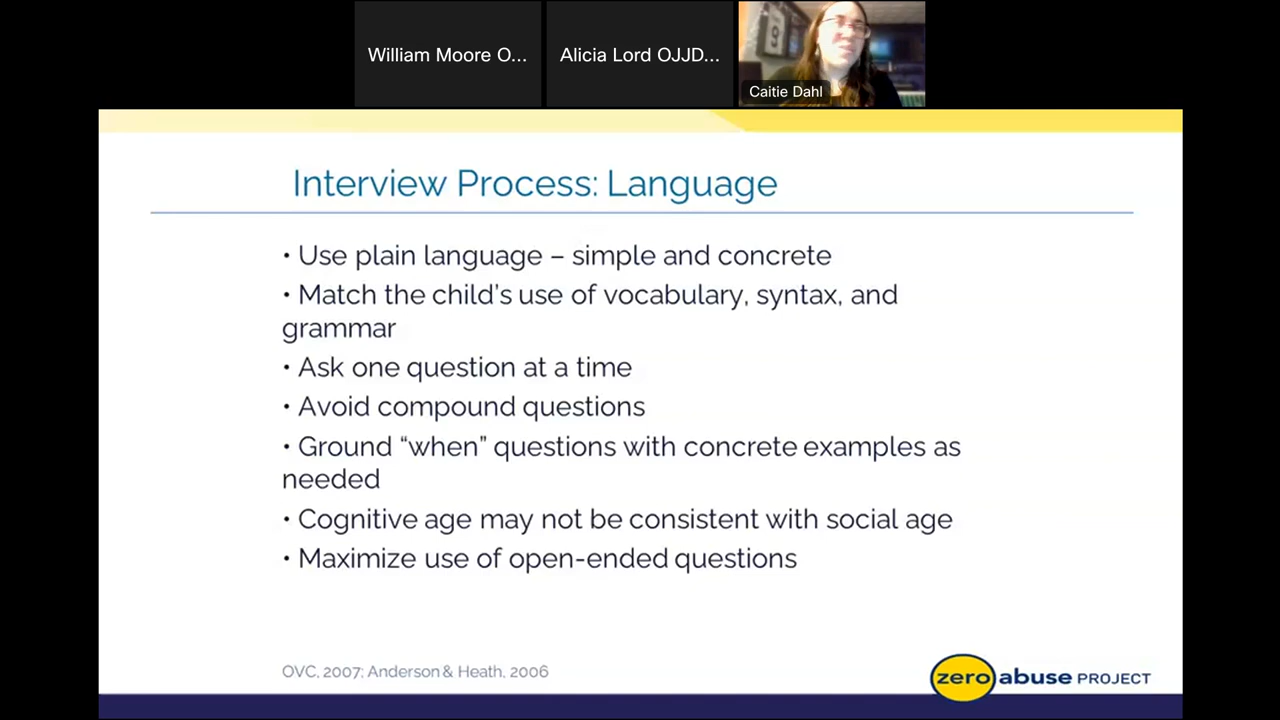 William Moore O...
Alicia Lord OJJD...
Caitie Dahl
Interview Process: Language
• Use plain language – simple and concrete
• Match the child's use of vocabulary, syntax, and
grammar
• Ask one question at a time
• Avoid compound questions
• Ground “when” questions with concrete examples as
needed
• Cognitive age may not be consistent with social age
• Maximize use of open-ended questions
OVC, 2007; Anderson & Heath, 2006
zero abuse PROJECT